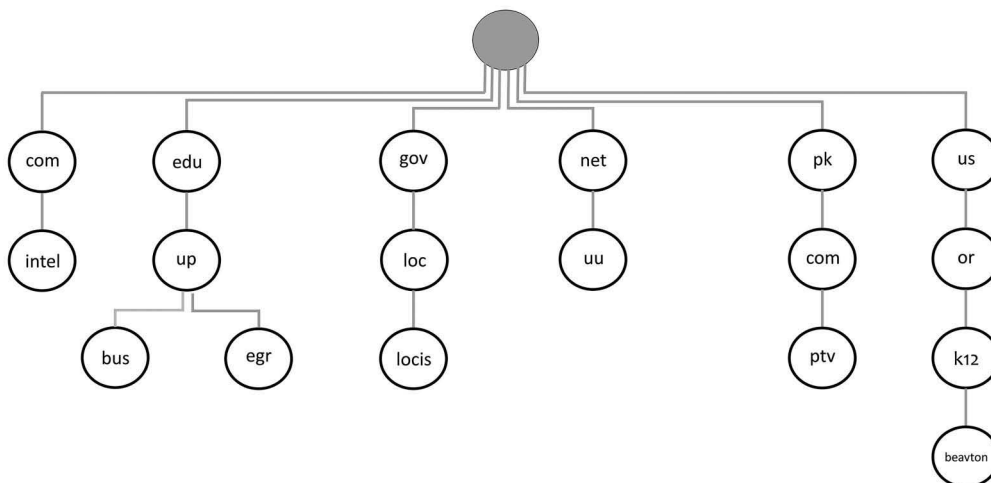 com
edu
gov
net
pk
us
intel
up
loc
uu
com
or
bus
egr
locis
ptv
k12
beavton